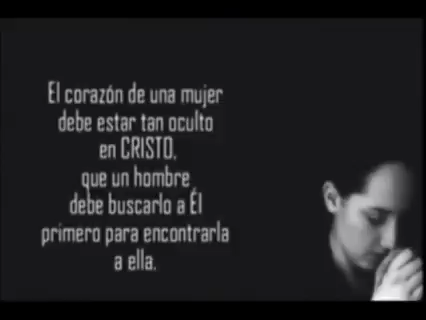 El corazón de una mujer
debe estar tan oculto
en CRISTO,
que un hombre
debe buscarlo a Él
primero para encontrarla
a ella.